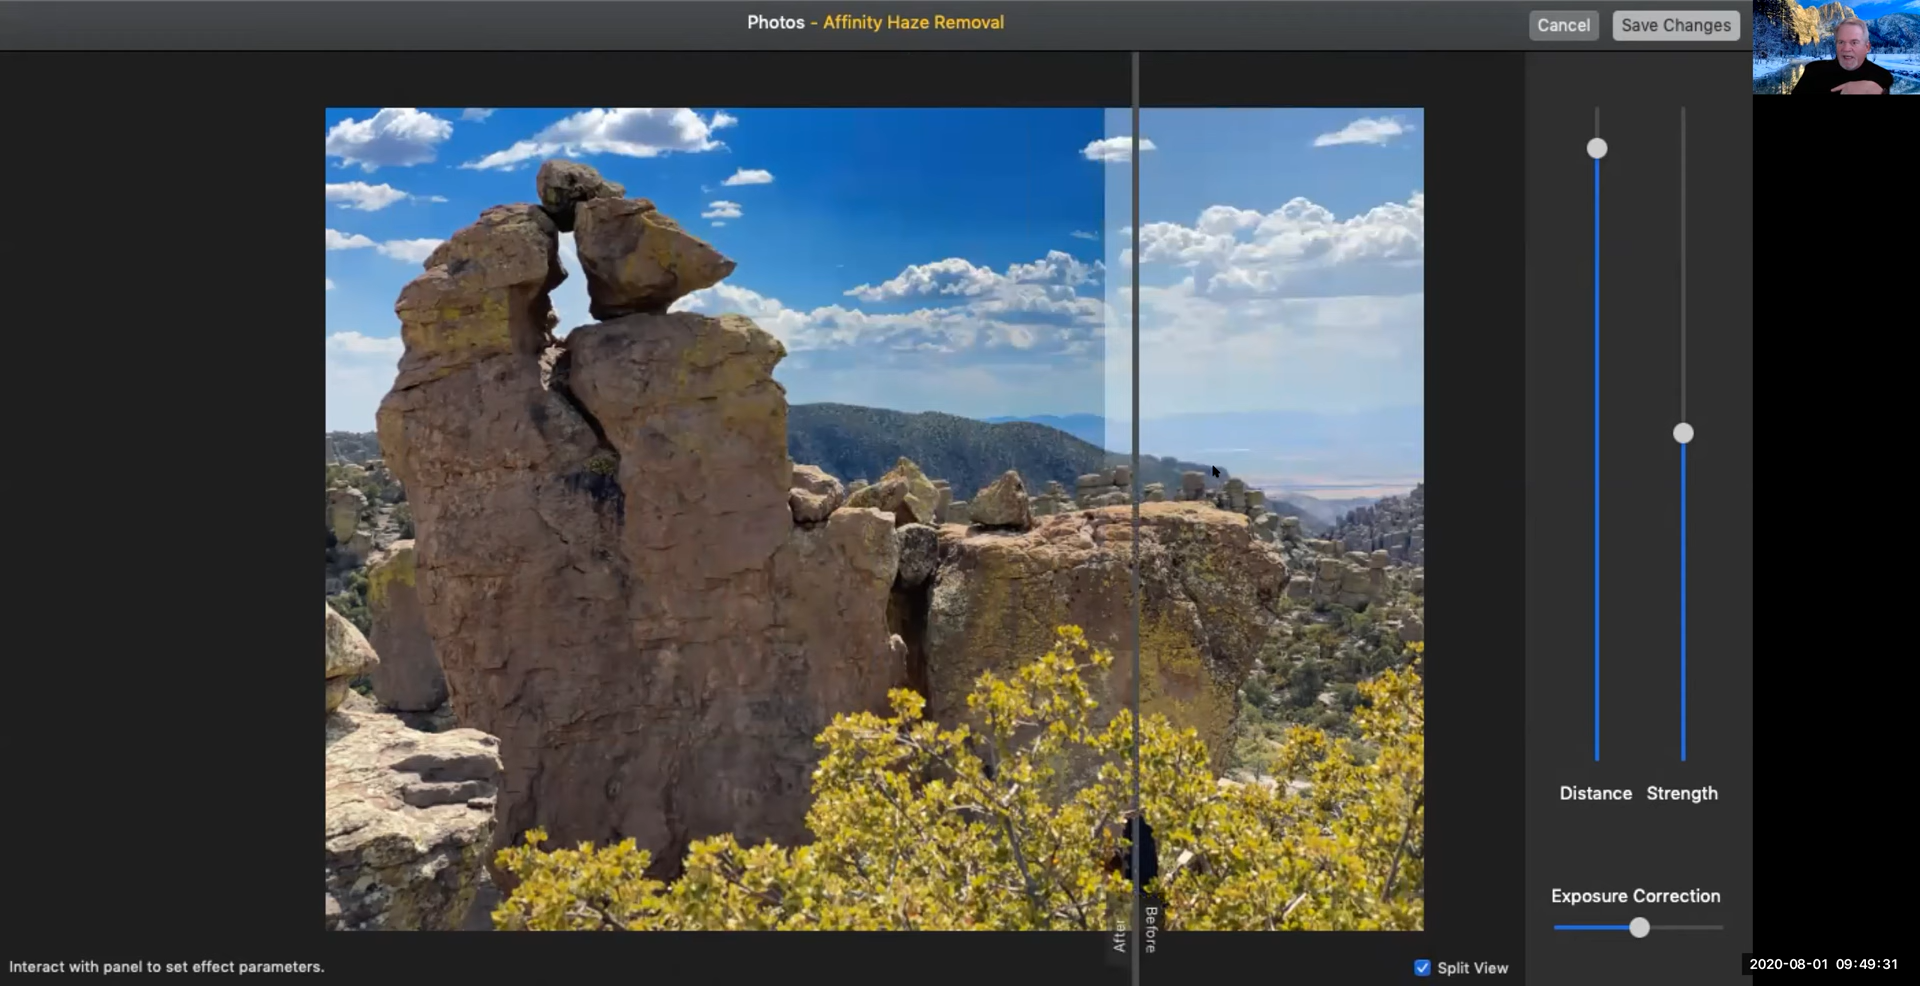 Photos - Affinity Haze Removal
Cancel
Save Changes
Distance
Strength
Exposure Correction
After
Before
Interact with panel to set effect parameters.
Split View
2020-08-01 09:49:31